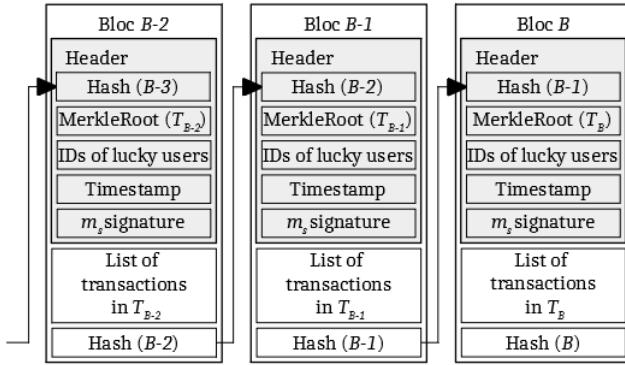 Bloc B-2
Header
Hash (B-3)
MerkleRoot (T_{B-2})
IDs of lucky users
Timestamp
m_s signature
List of
transactions
in T_{B-2}
Hash (B-2)
Bloc B-1
Header
Hash (B-2)
MerkleRoot (T_{B-1})
IDs of lucky users
Timestamp
m_s signature
List of
transactions
in T_{B-1}
Hash (B-1)
Bloc B
Header
Hash (B-1)
MerkleRoot (T_B)
IDs of lucky users
Timestamp
m_s signature
List of
transactions
in T_B
Hash (B)